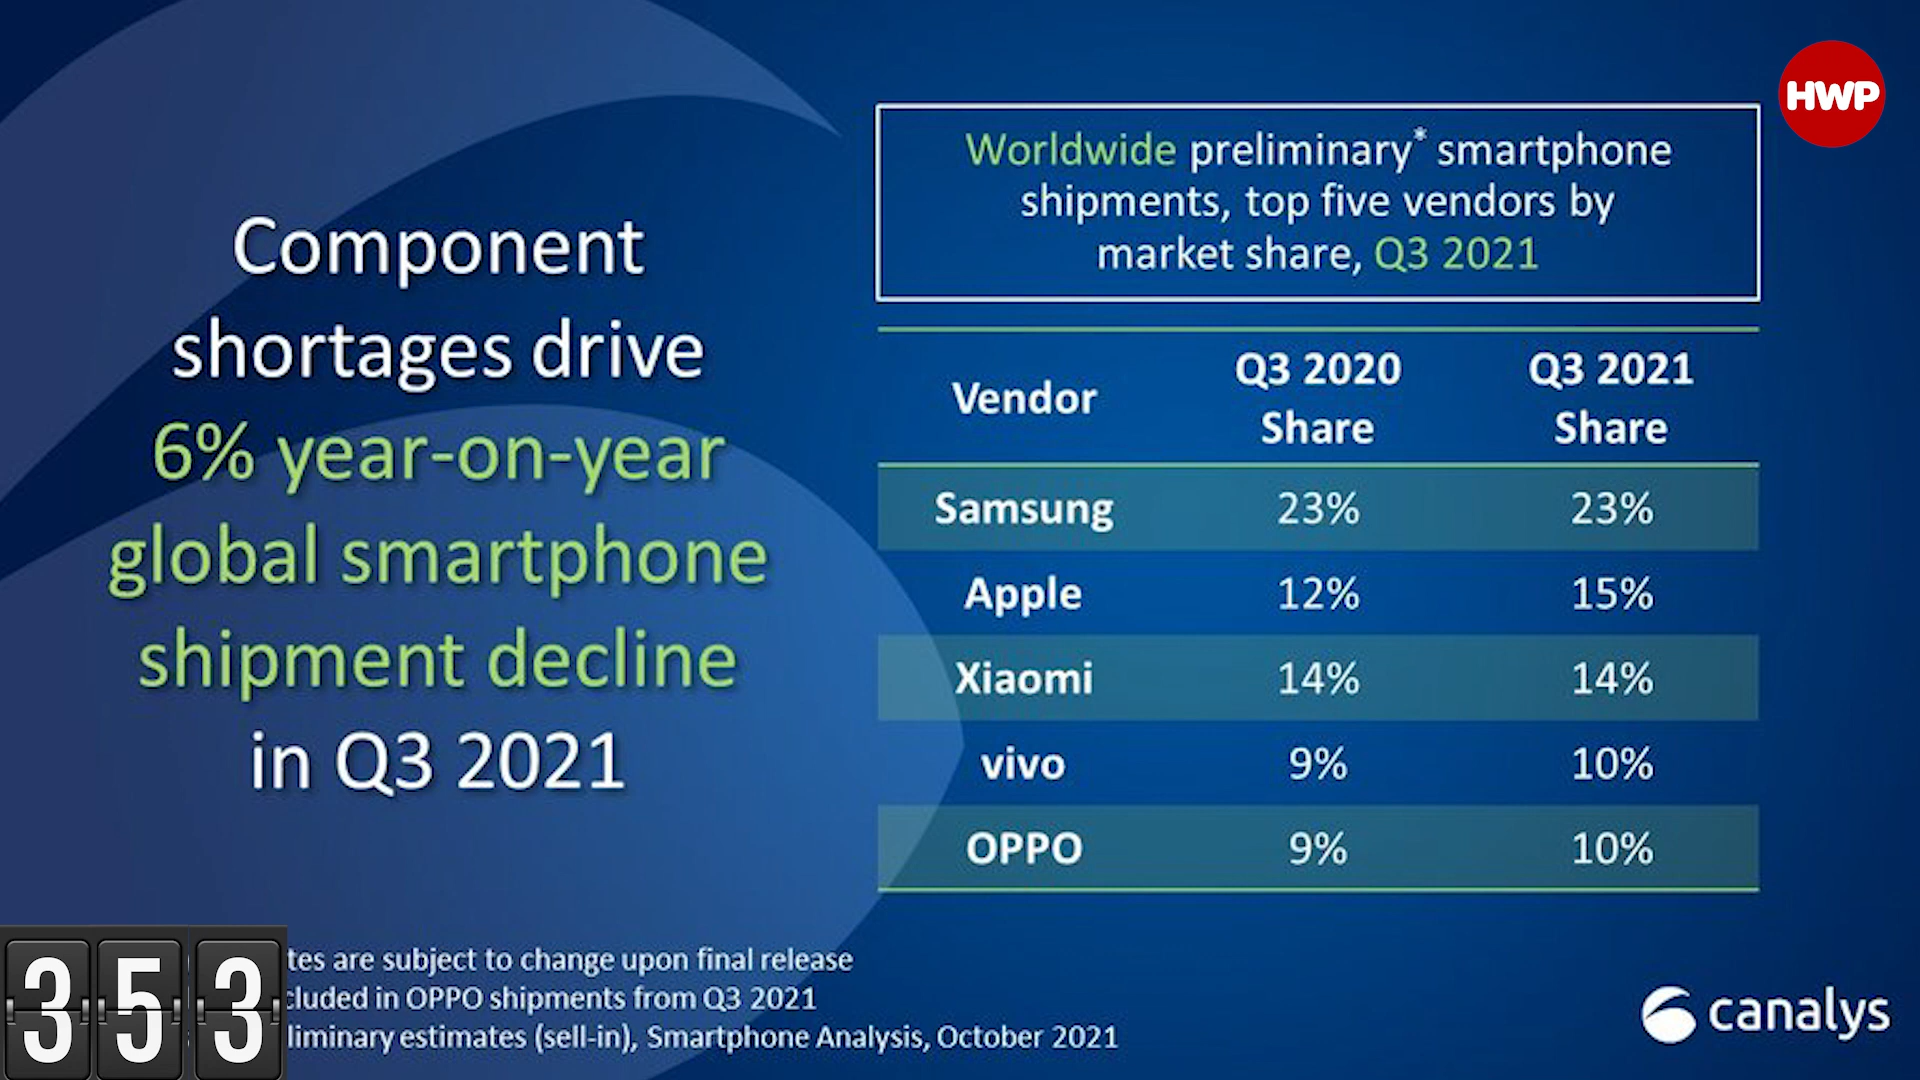 HWP
Component
shortages drive
6% year-on-year
global smartphone
shipment decline
in Q3 2021
Worldwide preliminary* smartphone
shipments, top five vendors by
market share, Q3 2021
Vendor Q3 2020 Share Q3 2021 Share
Samsung 23% 23%
Apple 12% 15%
Xiaomi 14% 14%
vivo 9% 10%
OPPO 9% 10%
are subject to change upon final release
in OPPO shipments from Q3 2021
estimates (sell-in), Smartphone Analysis, October 2021
353
canalys